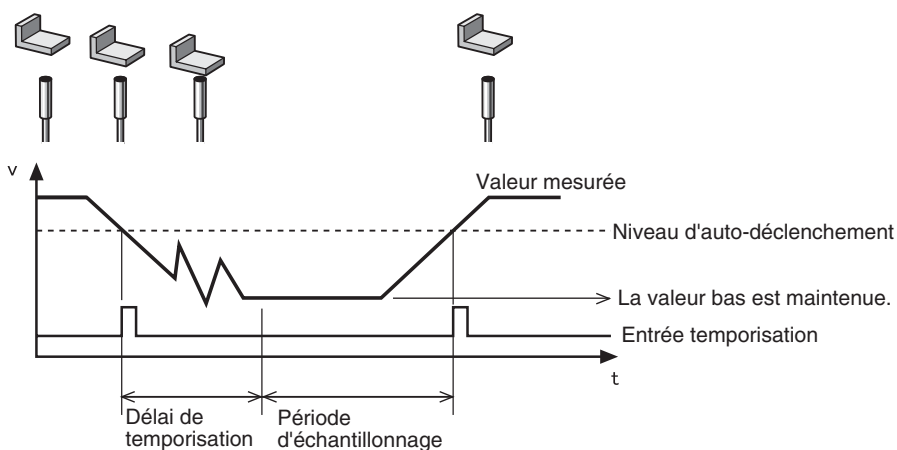 v
Valeur mesurée
Niveau d'auto-déclenchement
La valeur bas est maintenue.
Entrée temporisation
t
Délai de
temporisation
Période
d'échantillonnage